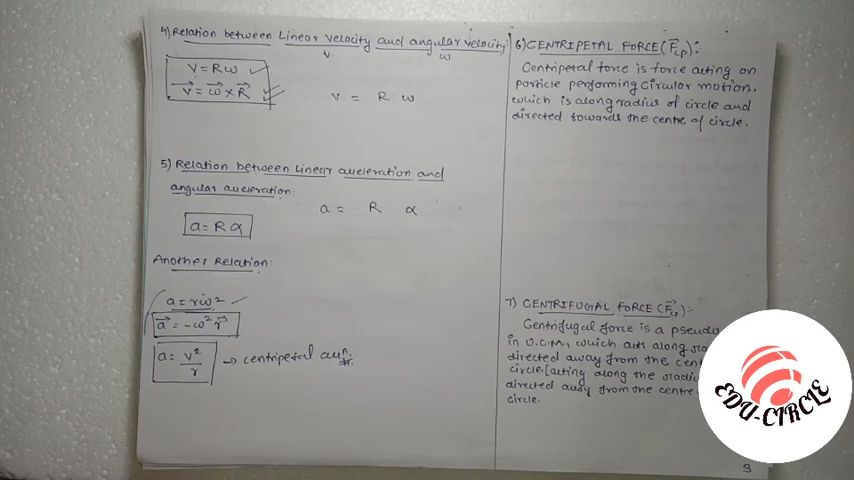 4) Relation between Linear velocity and angular velocity:
v
ω
V = Rω
v⃗ = ω⃗ × R⃗
v = R ω
5) Relation between Linear acceleration and
angular acceleration:
a = R α
a = R α
Another Relation:
a = rω²
a⃗ = -ω² r⃗
a = v²/r → centripetal accⁿ.
6) CENTRIPETAL FORCE (F⃗cp):
Centripetal force is force acting on
particle performing circular motion.
which is along radius of circle and
directed towards the centre of circle.
7) CENTRIFUGAL FORCE (F⃗cp):
Centrifugal force is a pseudo
in U.C.M., which acts along
directed away from the cent
circle. [acting along the radi
directed away from the centre
circle.
3
EDU-CIRCLE